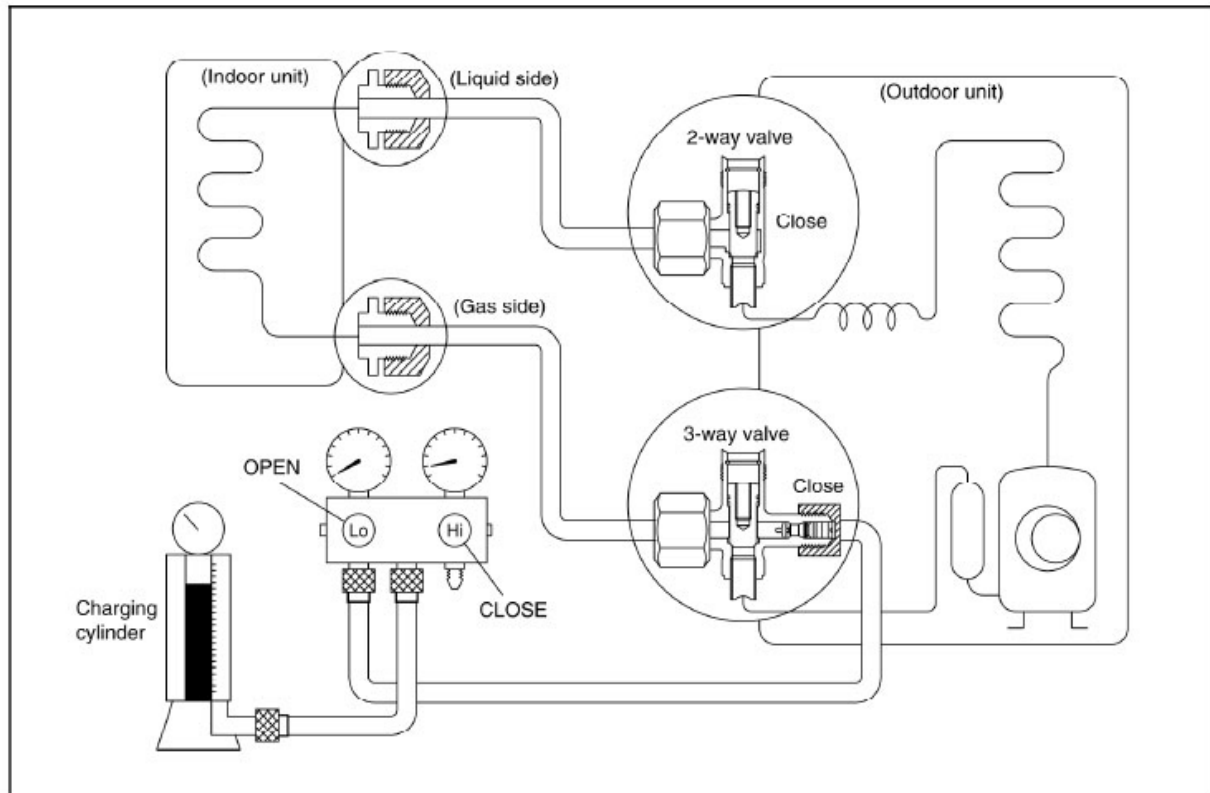 (Indoor unit)
(Liquid side)
(Outdoor unit)
2-way valve
Close
(Gas side)
3-way valve
Close
OPEN
Lo
Hi
CLOSE
Charging
cylinder